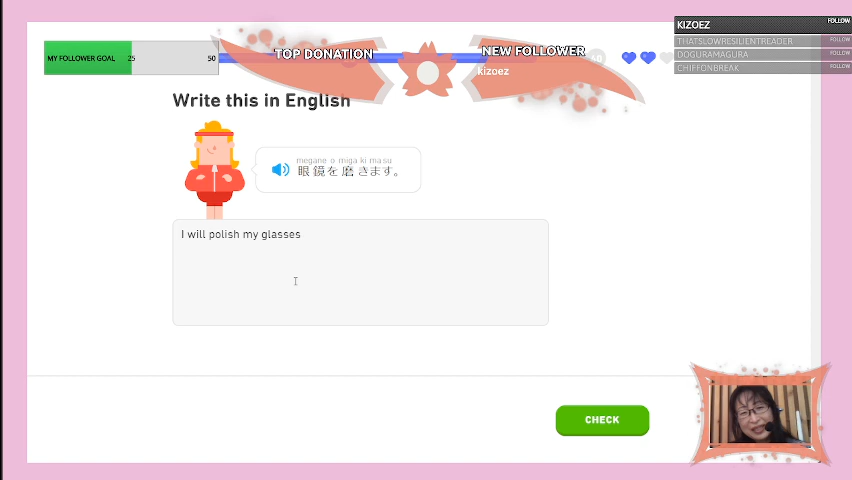 KIZOEZ
FOLLOW
THATSLOWRESILIENTREADER
FOLLOW
DOGURAMAGURA
FOLLOW
CHIFFONBREAK
FOLLOW
MY FOLLOWER GOAL 25 50
TOP DONATION
NEW FOLLOWER
kizoez
Write this in English
megane o miga ki ma su
眼鏡を磨きます。
I will polish my glasses
CHECK